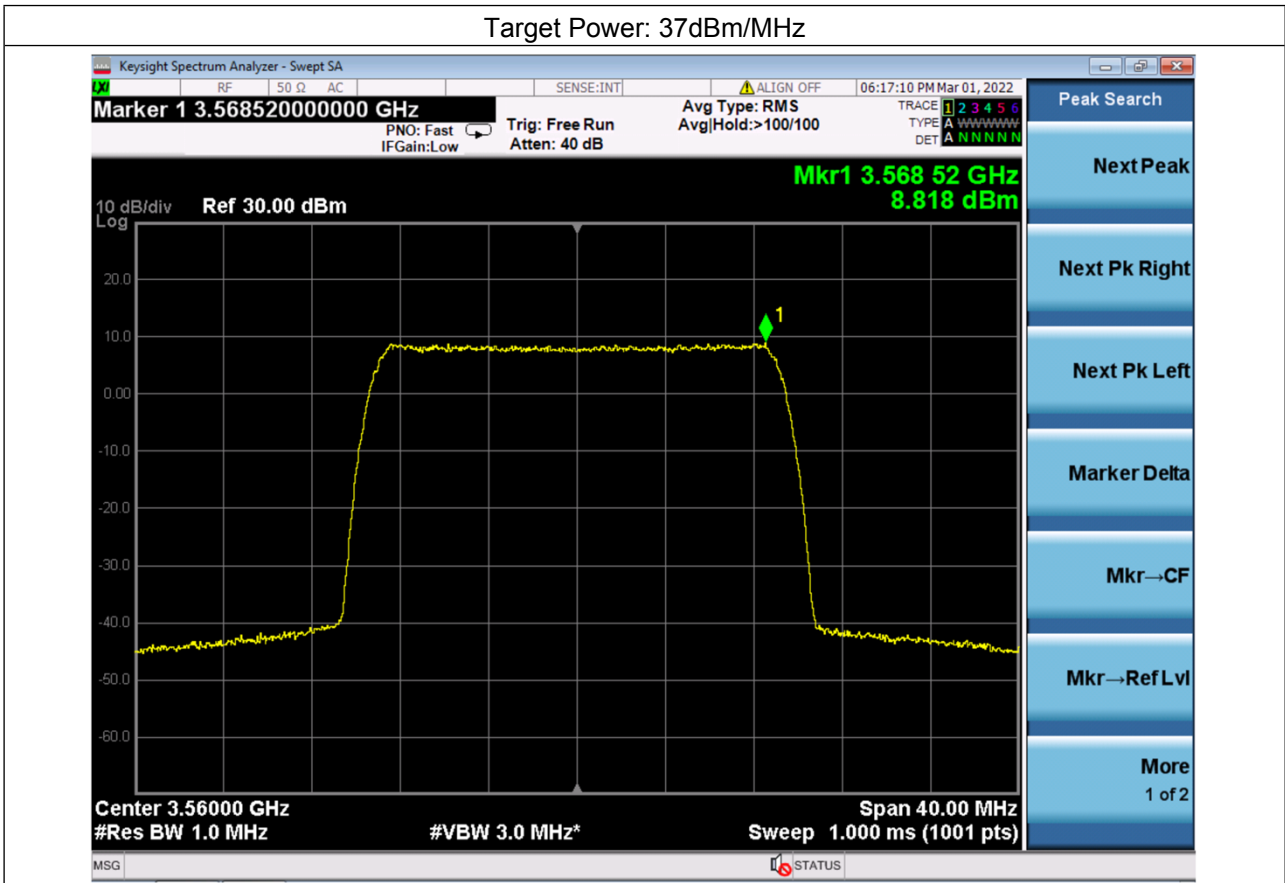 Target Power: 37dBm/MHz
Keysight Spectrum Analyzer - Swept SA
LXI RF 50 Ω AC SENSE:INT ALIGN OFF 06:17:10 PM Mar 01, 2022
Marker 1 3.568520000000 GHz
PNO: Fast
IFGain:Low
Trig: Free Run
Atten: 40 dB
Avg Type: RMS
Avg|Hold:>100/100
TRACE 1 2 3 4 5 6
TYPE A WWWWW
DET A N N N N N
Mkr1 3.568 52 GHz
8.818 dBm
10 dB/div Ref 30.00 dBm
Log
20.0
10.0
0.00
-10.0
-20.0
-30.0
-40.0
-50.0
-60.0
1
Center 3.56000 GHz Span 40.00 MHz
#Res BW 1.0 MHz #VBW 3.0 MHz* Sweep 1.000 ms (1001 pts)
MSG STATUS
Peak Search
Next Peak
Next Pk Right
Next Pk Left
Marker Delta
Mkr→CF
Mkr→Ref Lvl
More
1 of 2